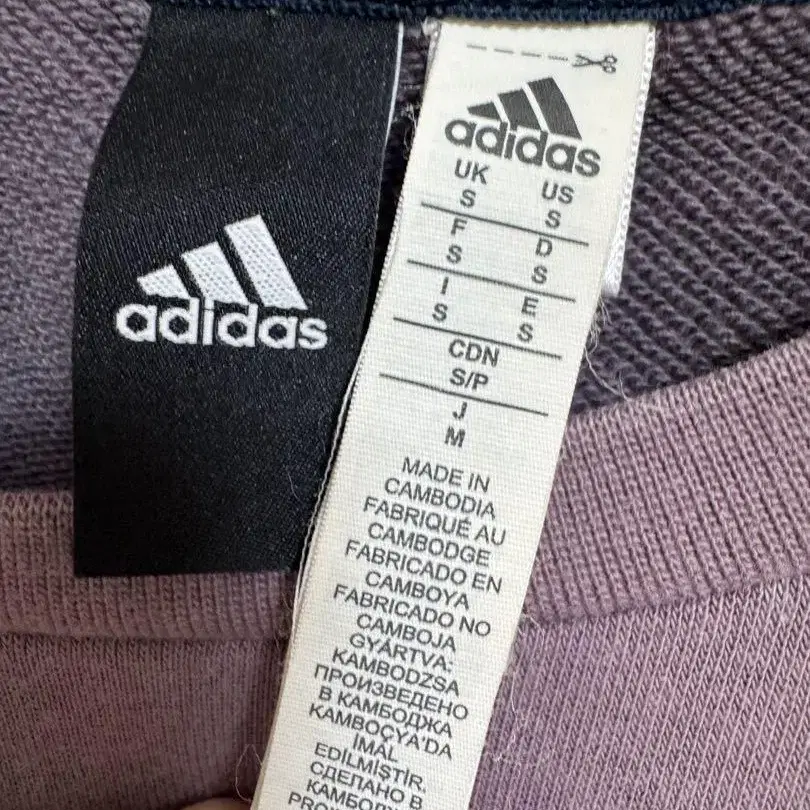 adidas
adidas
UK US
S S
F D
S S
I E
S S
CDN
S/P
J
M
MADE IN
CAMBODIA
FABRIQUÉ AU
CAMBODGE
FABRICADO EN
CAMBOYA
FABRICADO NO
CAMBOJA
GYÁRTVA:
KAMBODZSA
ПРОИЗВЕДЕНО
В КАМБОДЖА
KAMBOÇYA'DA
İMAL
EDİLMİŞTİR.
СДЕЛАНО В